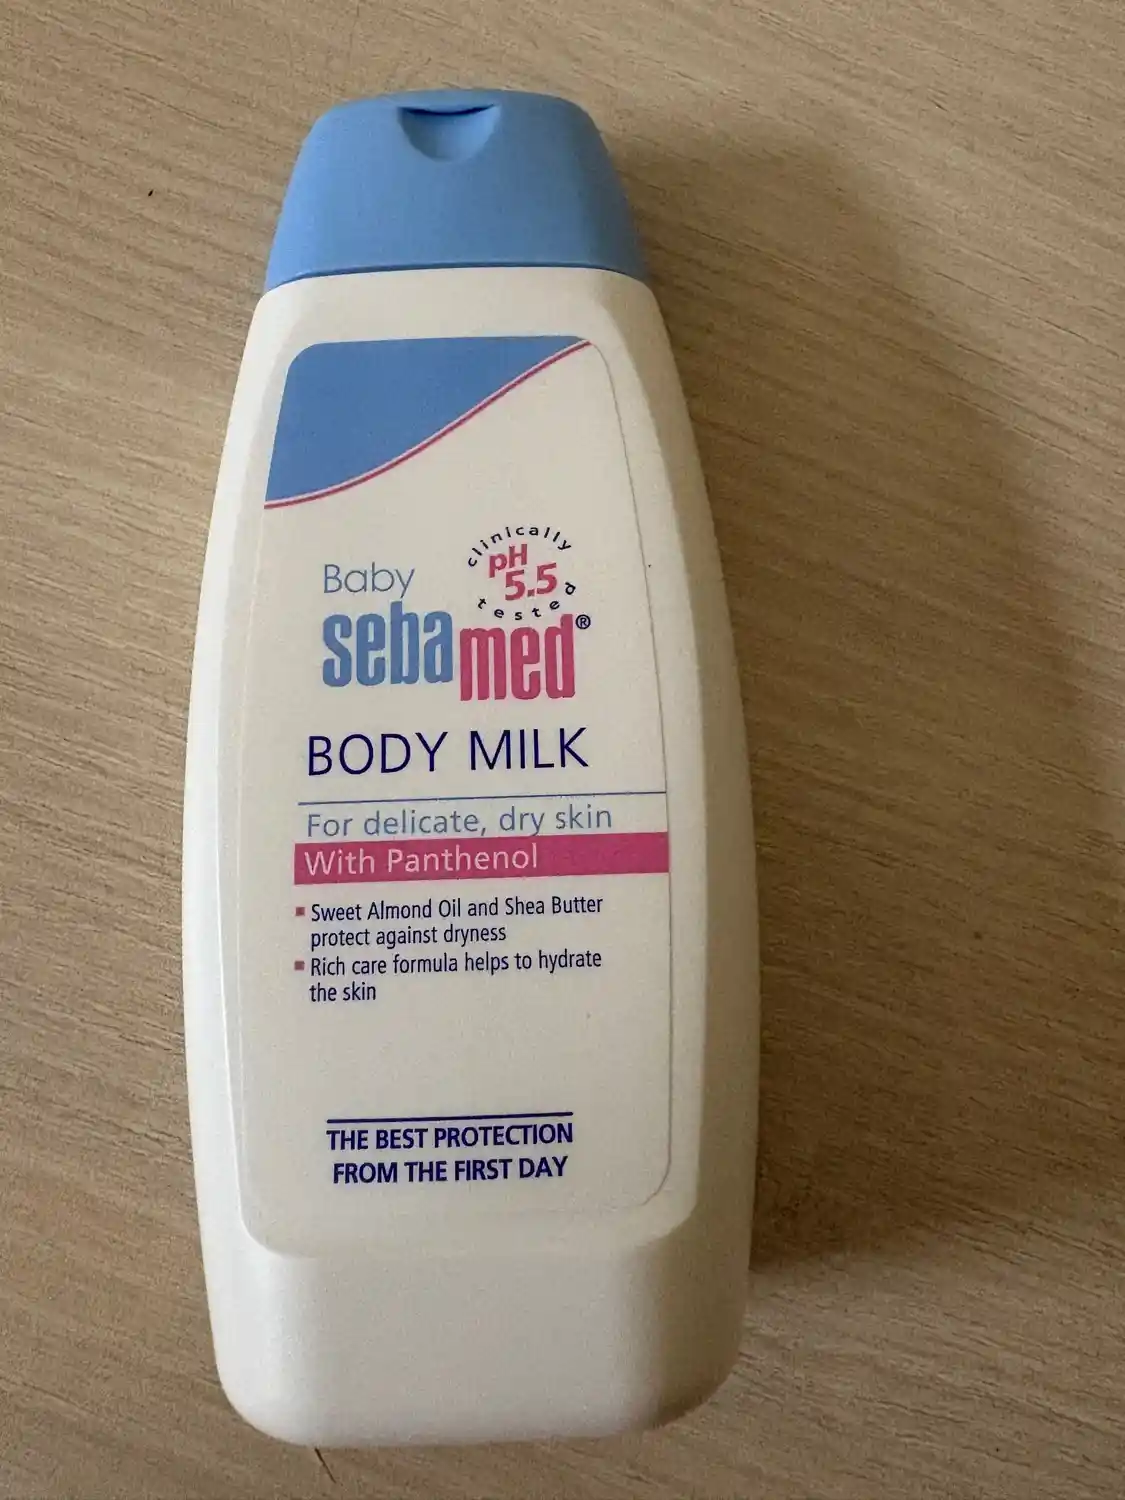 Baby
clinically
pH
5.5
tested
sebamed®
BODY MILK
For delicate, dry skin
With Panthenol
▪ Sweet Almond Oil and Shea Butter
protect against dryness
▪ Rich care formula helps to hydrate
the skin
THE BEST PROTECTION
FROM THE FIRST DAY